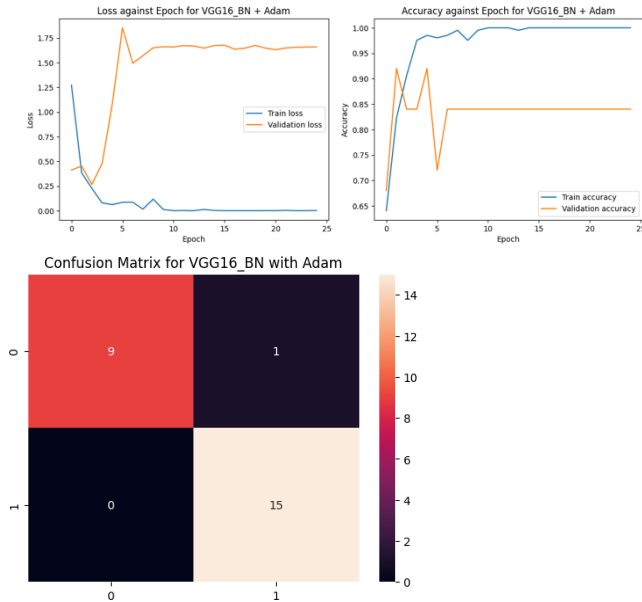 Loss against Epoch for VGG16_BN + Adam
1.75
1.50
1.25
1.00
0.75
0.50
0.25
0.00
Loss
Train loss
Validation loss
0 5 10 15 20 25
Epoch
Accuracy against Epoch for VGG16_BN + Adam
1.00
0.95
0.90
0.85
0.80
0.75
0.70
0.65
Accuracy
Train accuracy
Validation accuracy
0 5 10 15 20 25
Epoch
Confusion Matrix for VGG16_BN with Adam
0
9 1
1
0 15
0 1
14
12
10
8
6
4
2
0